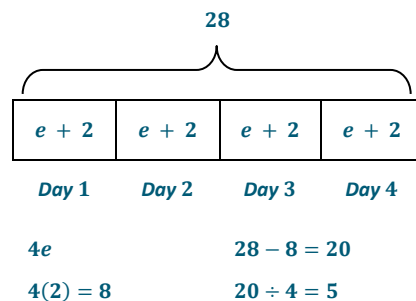 28
e + 2 e + 2 e + 2 e + 2
Day 1 Day 2 Day 3 Day 4
4e 28 − 8 = 20
4(2) = 8 20 ÷ 4 = 5